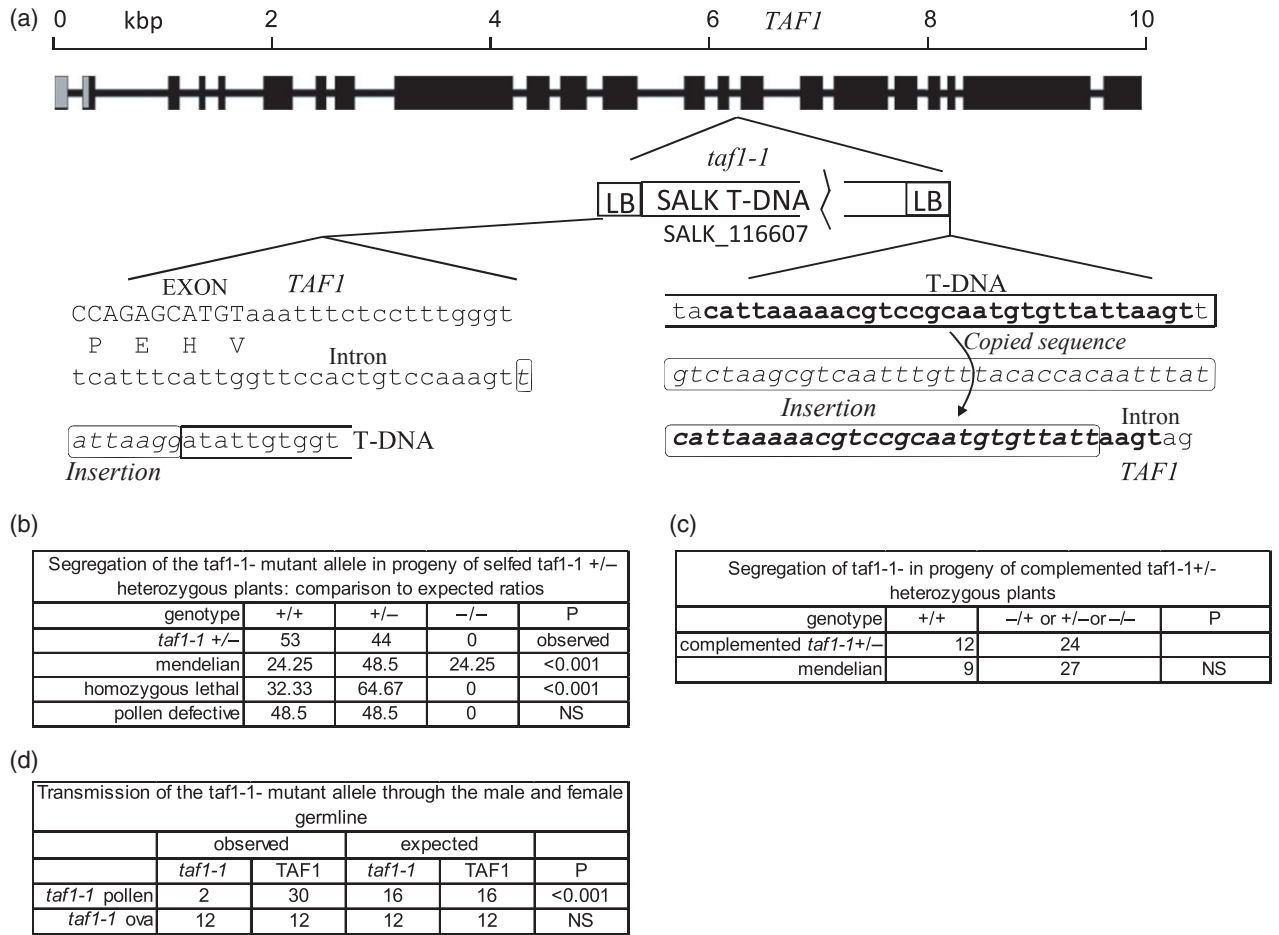 (a)
0 kbp 2 4 6 TAF1 8 10
taf1-1
LB SALK T-DNA LB
SALK_116607
EXON TAF1
CCAGAGCATGTaaatttctcctttgggt
P E H V
Intron
tcatttcattggttccactgtccaaagtt
attaaggatattgtggt T-DNA
Insertion
T-DNA
tacattaaaaacgtccgcaatgtgttattaagtt
Copied sequence
gtctaagcgtcaatttgtttacaccacaatttat
Insertion Intron
cattaaaaacgtccgcaatgtgttattaagtag
TAF1
(b)
Segregation of the taf1-1- mutant allele in progeny of selfed taf1-1 +/–
heterozygous plants: comparison to expected ratios
genotype +/+ +/– –/– P
taf1-1 +/– 53 44 0 observed
mendelian 24.25 48.5 24.25 <0.001
homozygous lethal 32.33 64.67 0 <0.001
pollen defective 48.5 48.5 0 NS
(c)
Segregation of taf1-1- in progeny of complemented taf1-1+/-
heterozygous plants
genotype +/+ –/+ or +/–or–/– P
complemented taf1-1+/– 12 24
mendelian 9 27 NS
(d)
Transmission of the taf1-1- mutant allele through the male and female
germline
observed expected
taf1-1 TAF1 taf1-1 TAF1 P
taf1-1 pollen 2 30 16 16 <0.001
taf1-1 ova 12 12 12 12 NS